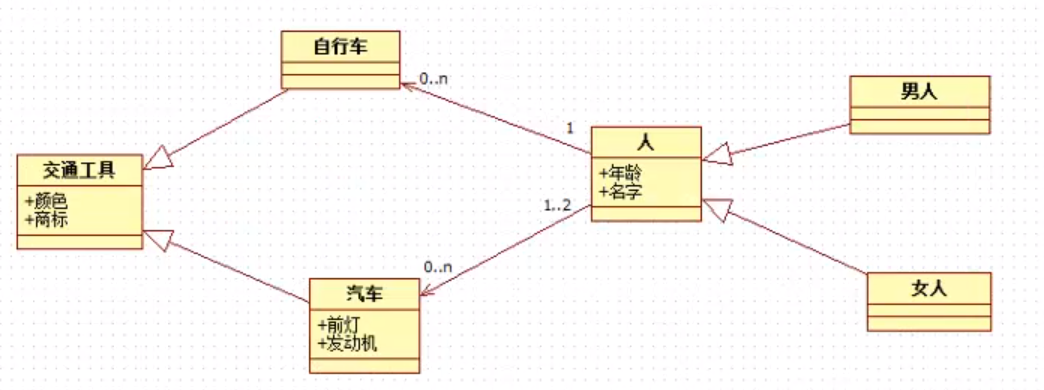 自行车
0..n
男人
1
人
+年龄
+名字
交通工具
+颜色
+商标
1..2
0..n
汽车
+前灯
+发动机
女人